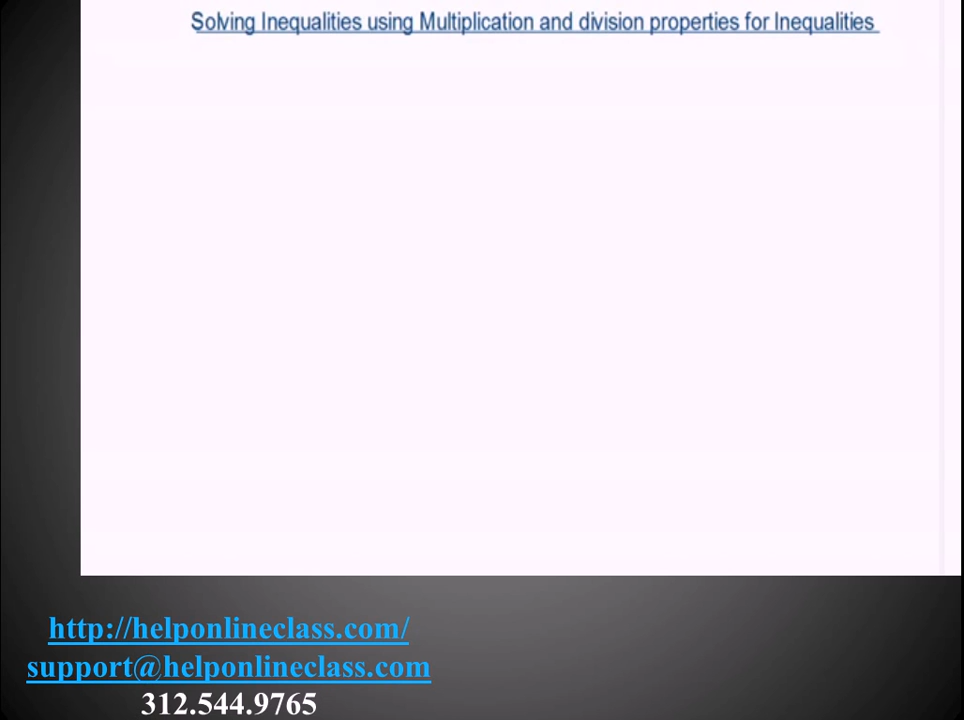 Solving Inequalities using Multiplication and division properties for Inequalities
http://helponlineclass.com/
support@helponlineclass.com
312.544.9765